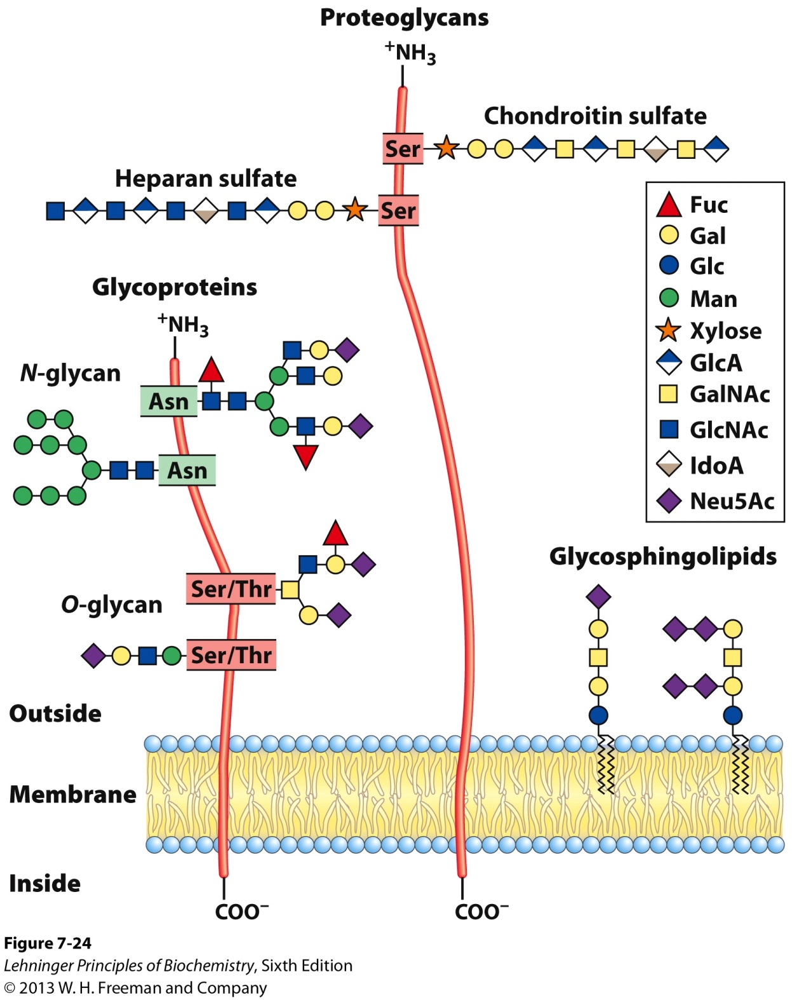 Proteoglycans
⁺NH₃
Chondroitin sulfate
Ser
Heparan sulfate
Ser
Fuc
Gal
Glc
Man
Xylose
GlcA
GalNAc
GlcNAc
IdoA
Neu5Ac
Glycoproteins
⁺NH₃
N-glycan
Asn
Asn
Glycosphingolipids
Ser/Thr
O-glycan
Ser/Thr
Outside
Membrane
Inside
COO⁻
COO⁻
Figure 7-24
Lehninger Principles of Biochemistry, Sixth Edition
© 2013 W. H. Freeman and Company